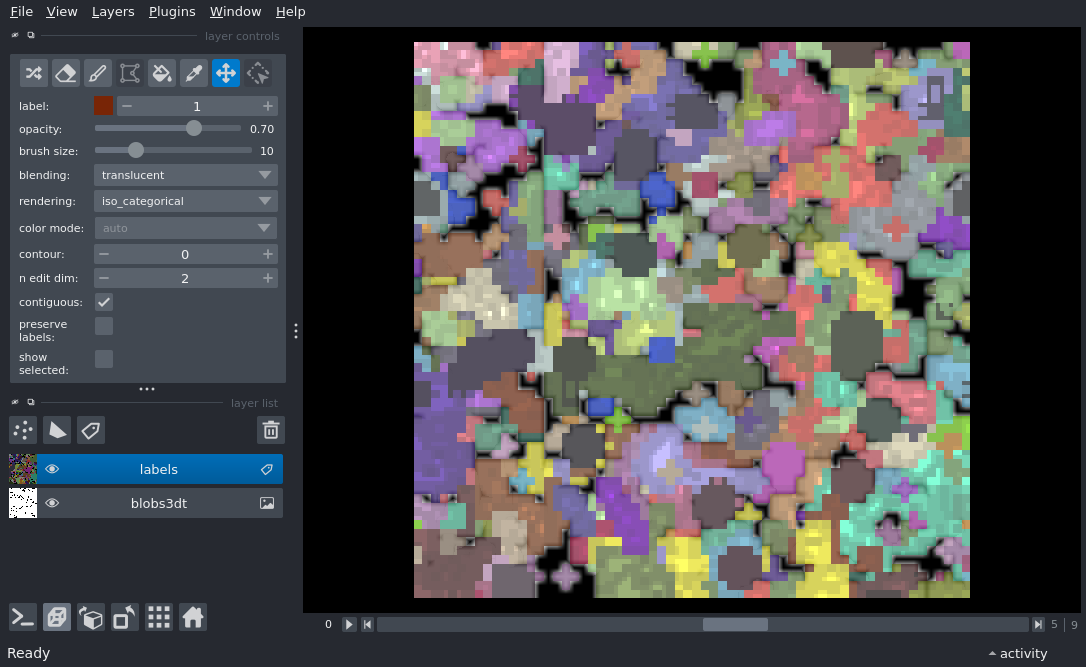 File View Layers Plugins Window Help
layer controls
label: 1
opacity: 0.70
brush size: 10
blending: translucent
rendering: iso_categorical
color mode: auto
contour: 0
n edit dim: 2
contiguous:
preserve
labels:
show
selected:
layer list
labels
blobs3dt
0 5 | 9
Ready activity